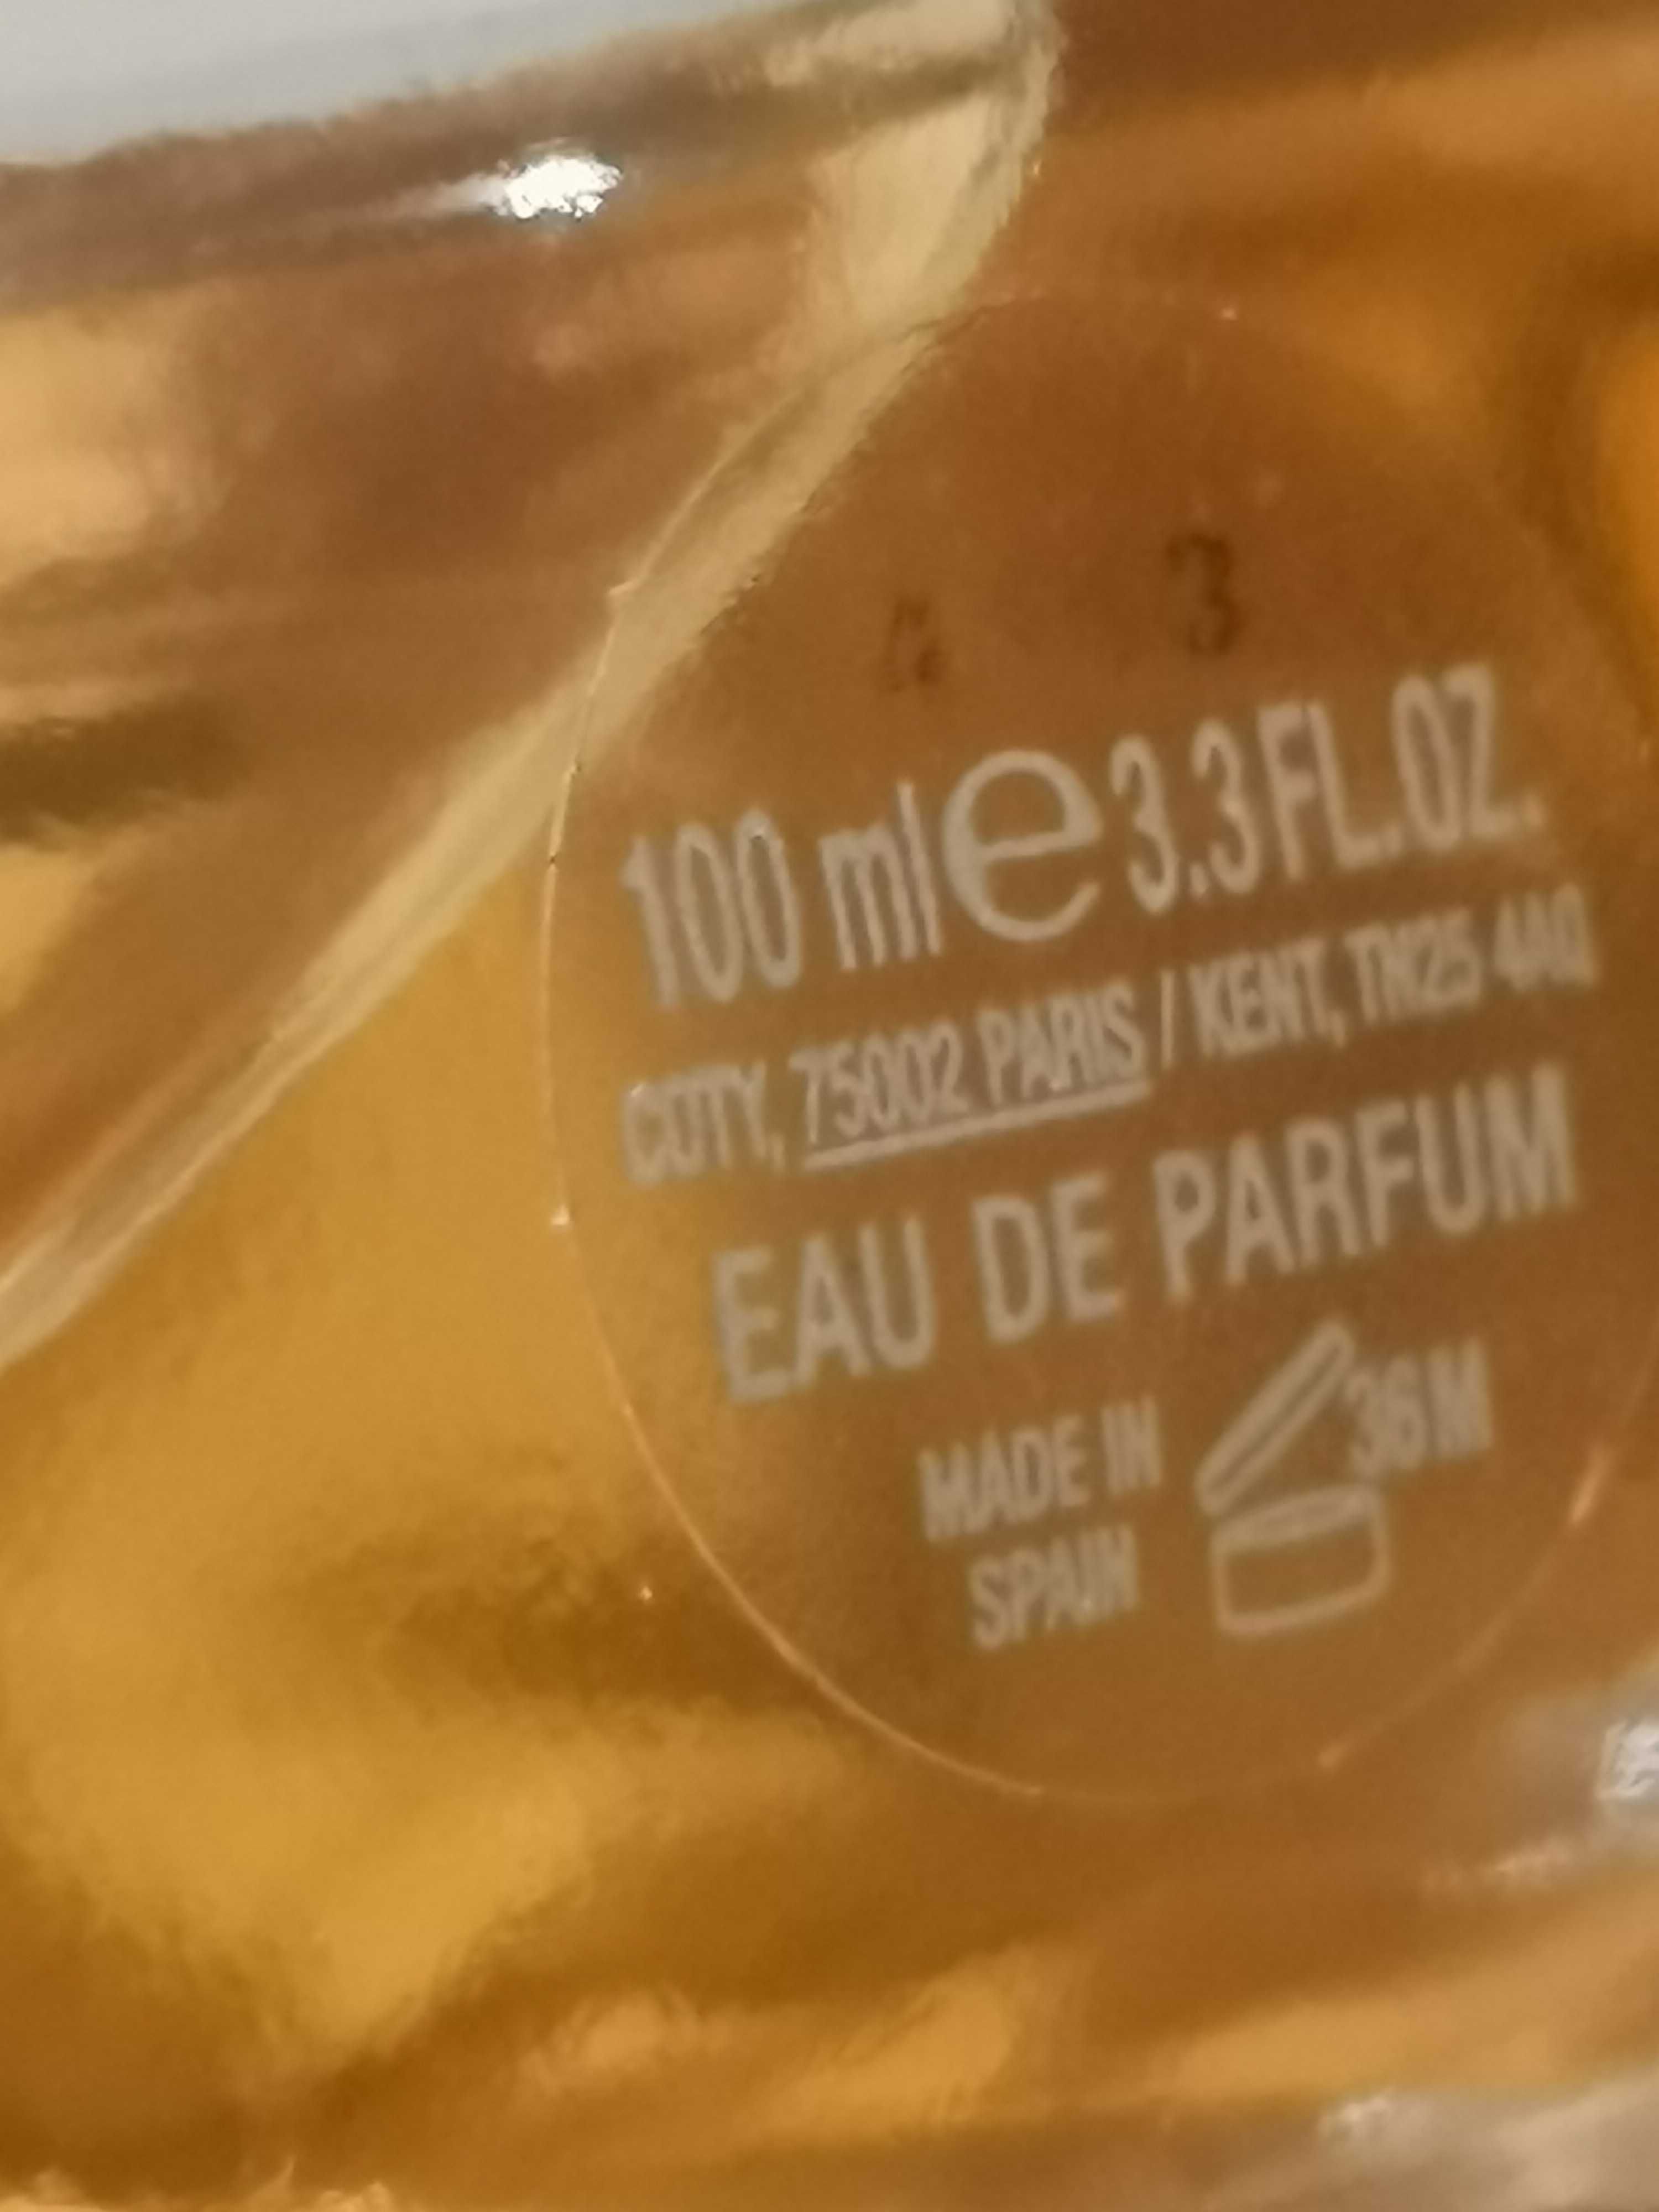 3
100 ml e 3.3 FL.OZ.
COTY, 75002 PARIS / KENT, TN25 4AQ
EAU DE PARFUM
MADE IN 36M
SPAIN